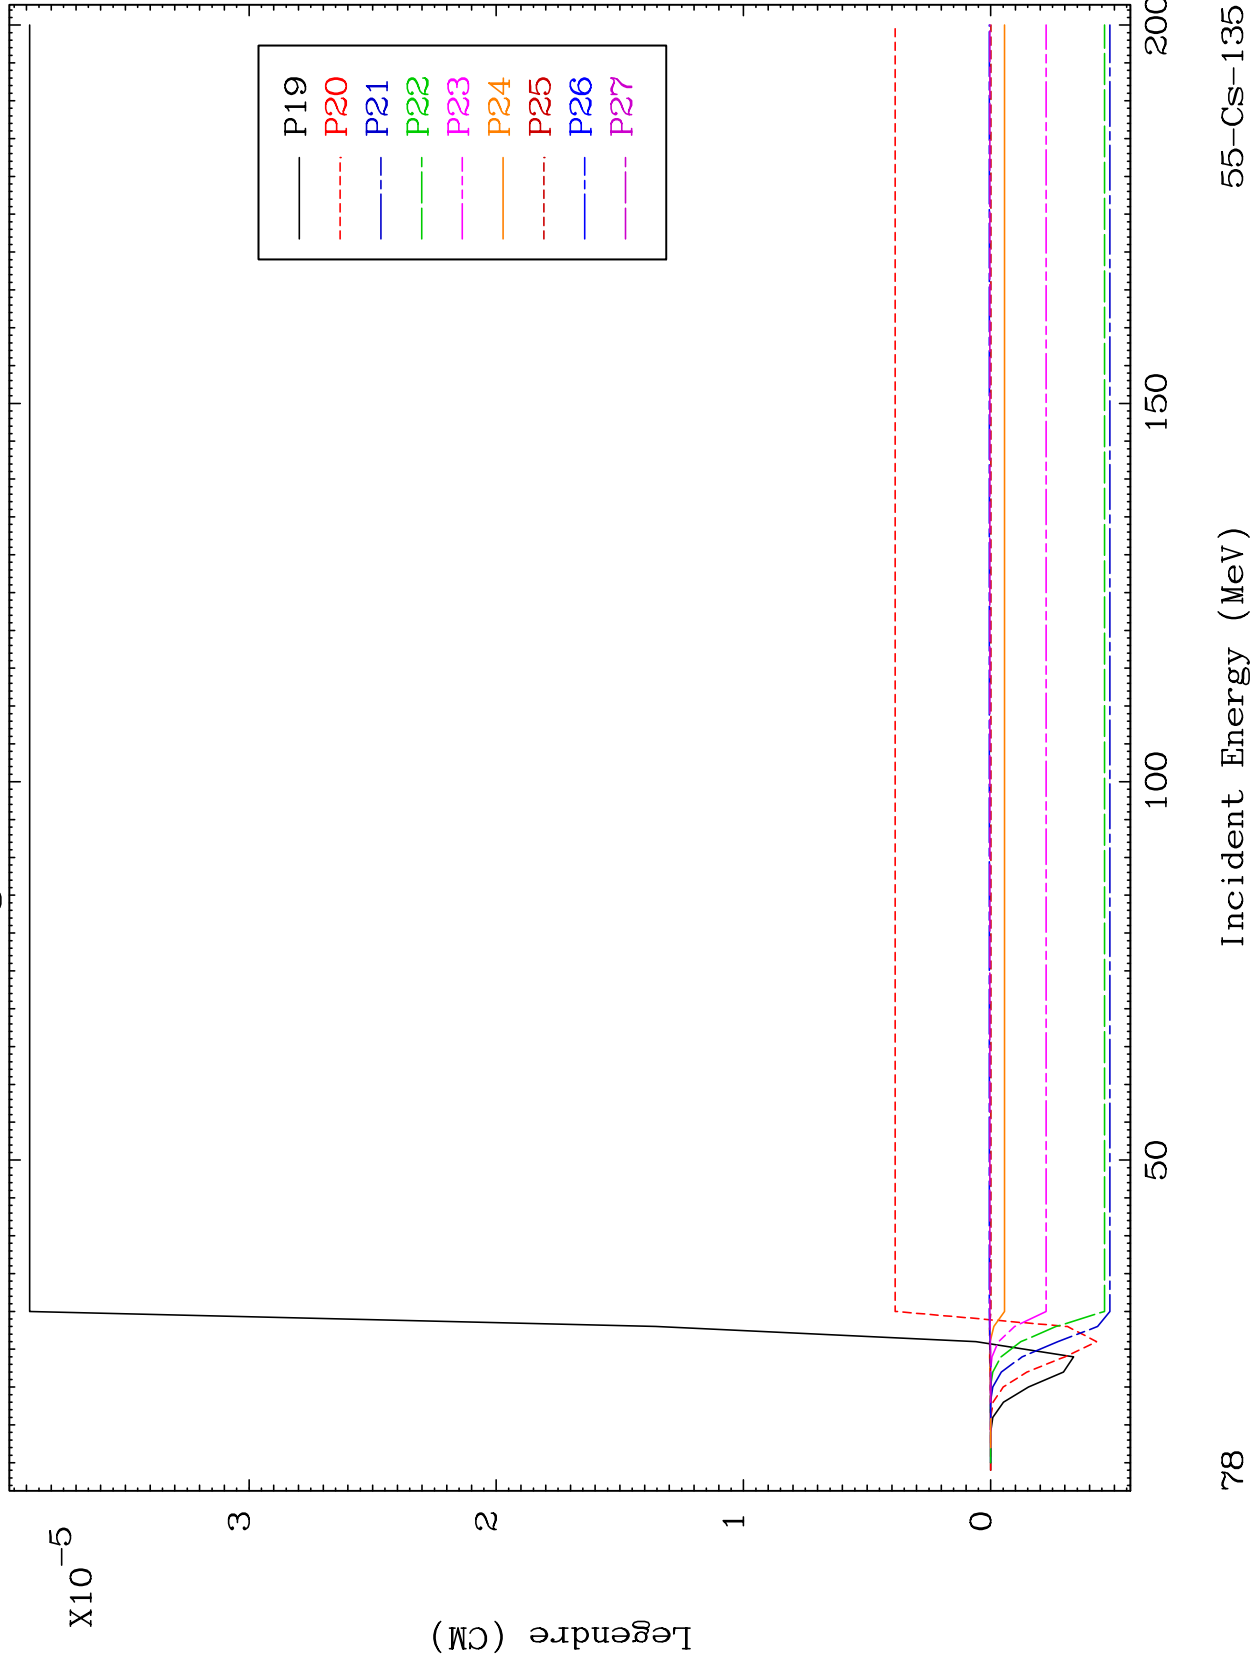 X10
-5
3
2
1
0
Legendre (CM)
P19
P20
P21
P22
P23
P24
P25
P26
P27
50
100
150
200
Incident Energy (MeV)
78
55-Cs-135